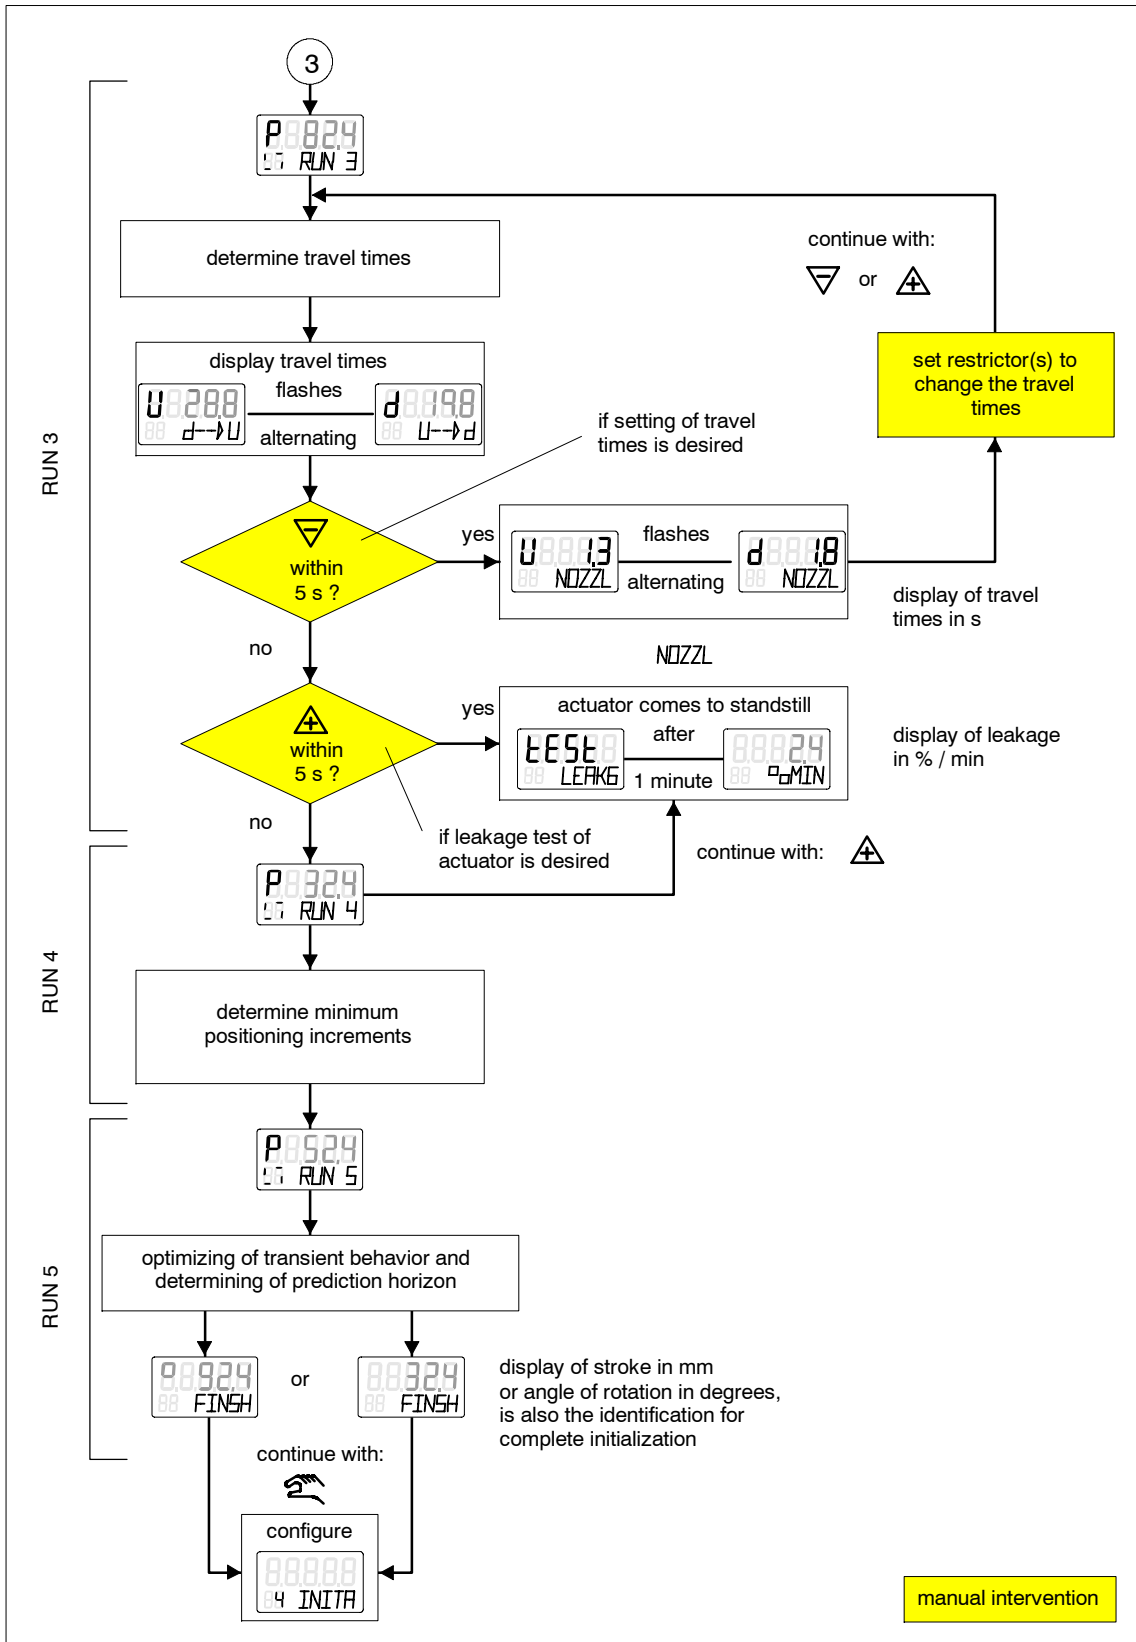 3
P 82.4
RUN 3
continue with:
or
determine travel times
display travel times
flashes
U 28.8
d-->U
d 19.8
U-->d
alternating
set restrictor(s) to
change the travel
times
if setting of travel
times is desired
RUN 3
within
5 s ?
yes
flashes
U 1.3
NOZZL
d 1.8
NOZZL
alternating
display of travel
times in s
no
NOZZL
within
5 s ?
yes
actuator comes to standstill
after
tESt
LEAKG
2.4
%MIN
1 minute
display of leakage
in % / min
no
if leakage test of
actuator is desired
continue with:
P 32.4
RUN 4
RUN 4
determine minimum
positioning increments
P 52.4
RUN 5
RUN 5
optimizing of transient behavior and
determining of prediction horizon
° 92.4
FINSH
or
32.4
FINSH
display of stroke in mm
or angle of rotation in degrees,
is also the identification for
complete initialization
continue with:
configure
4 INITA
manual intervention